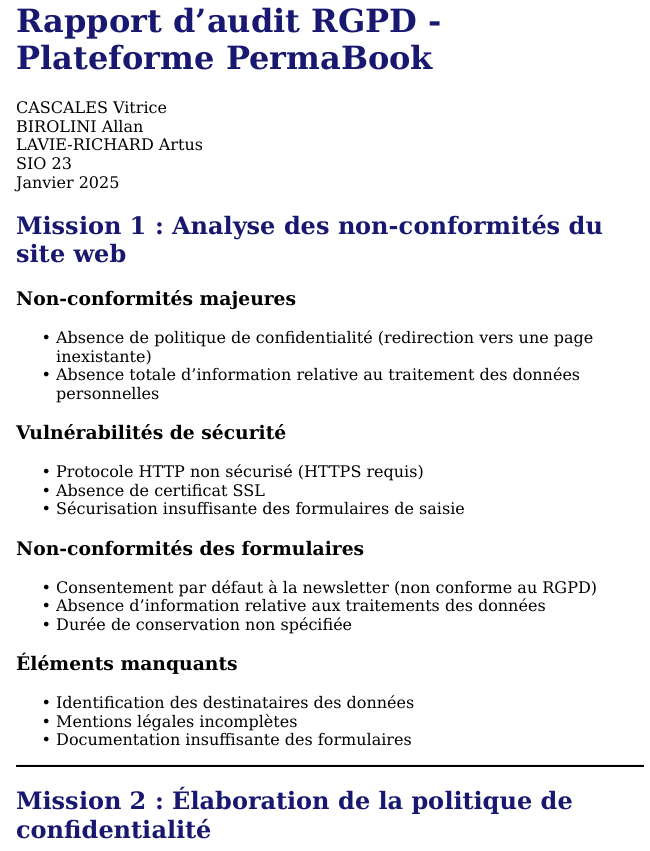 Rapport d’audit RGPD -
Plateforme PermaBook
CASCALES Vitrice
BIROLINI Allan
LAVIE-RICHARD Artus
SIO 23
Janvier 2025
Mission 1 : Analyse des non-conformités du
site web
Non-conformités majeures
• Absence de politique de confidentialité (redirection vers une page
inexistante)
• Absence totale d’information relative au traitement des données
personnelles
Vulnérabilités de sécurité
• Protocole HTTP non sécurisé (HTTPS requis)
• Absence de certificat SSL
• Sécurisation insuffisante des formulaires de saisie
Non-conformités des formulaires
• Consentement par défaut à la newsletter (non conforme au RGPD)
• Absence d’information relative aux traitements des données
• Durée de conservation non spécifiée
Éléments manquants
• Identification des destinataires des données
• Mentions légales incomplètes
• Documentation insuffisante des formulaires
Mission 2 : Élaboration de la politique de
confidentialité